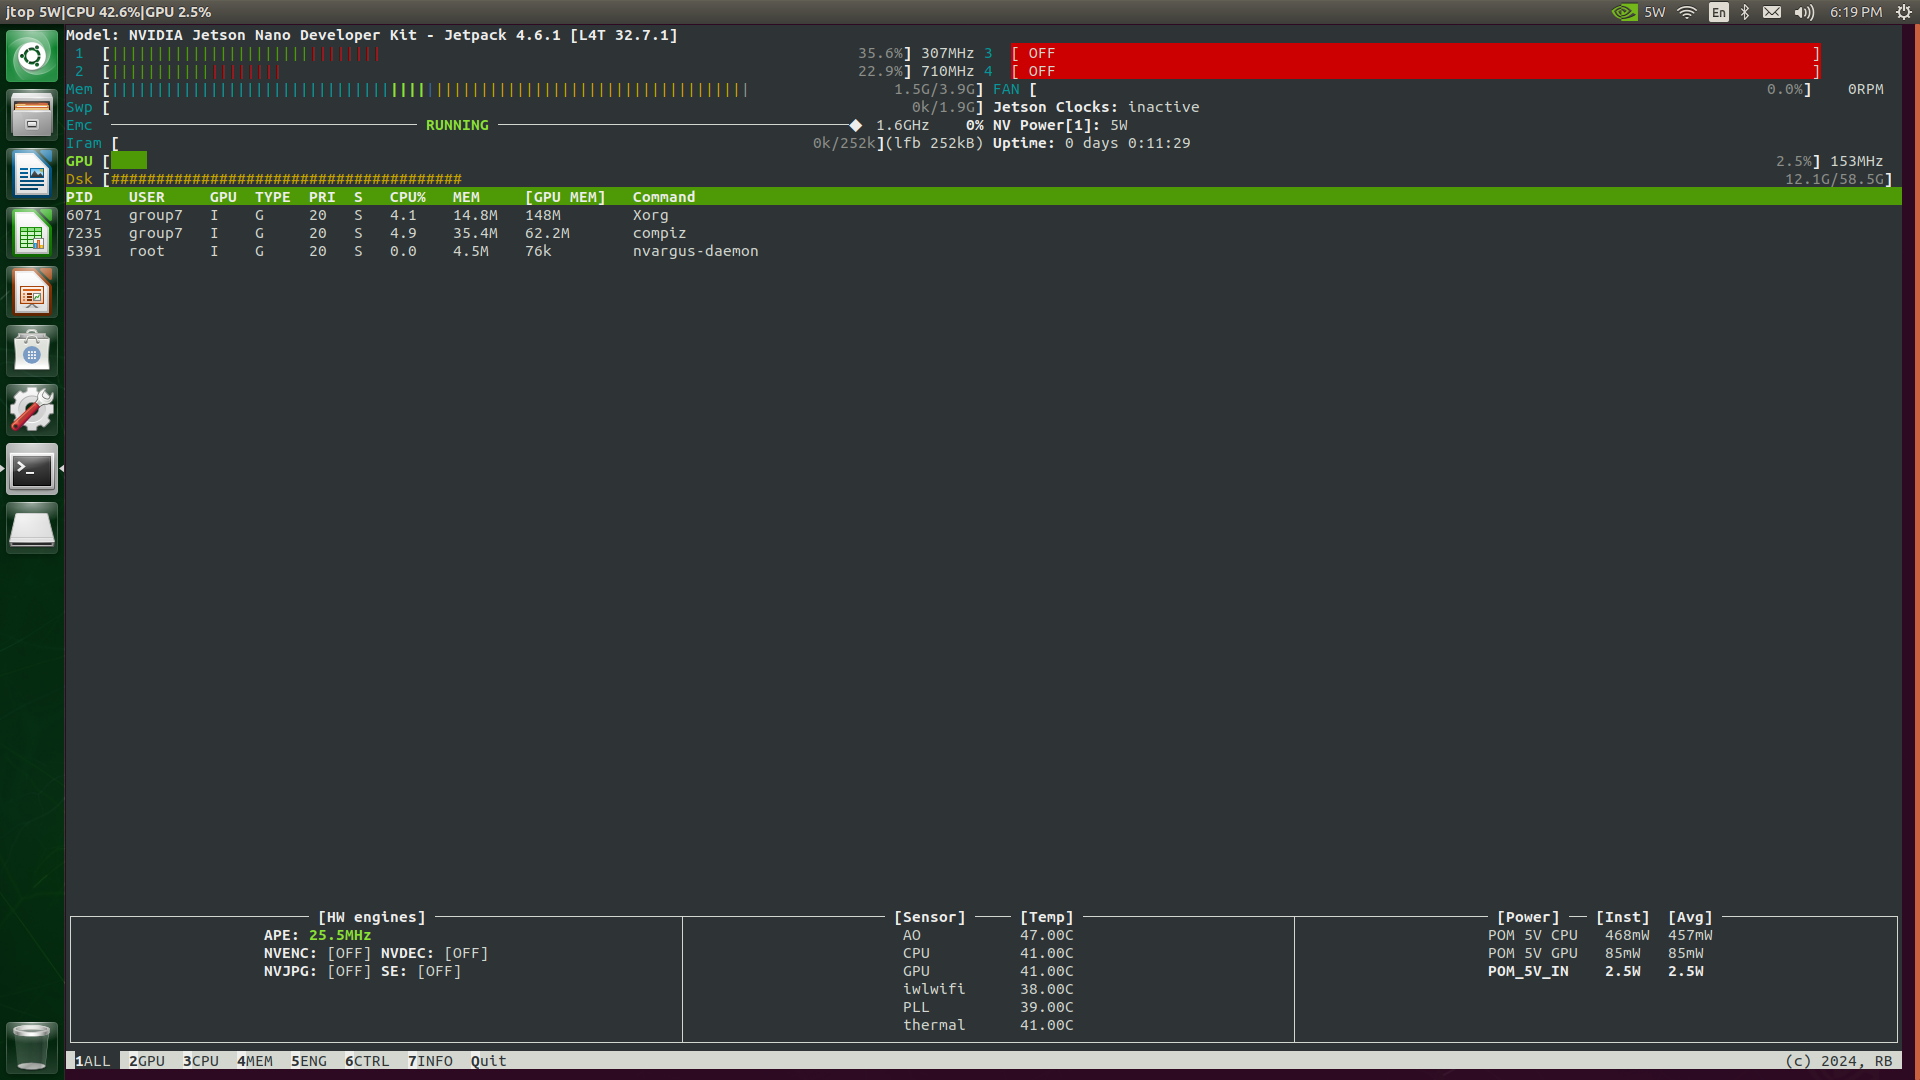 jtop 5W|CPU 42.6%|GPU 2.5%
5W En 6:19 PM
Model: NVIDIA Jetson Nano Developer Kit - Jetpack 4.6.1 [L4T 32.7.1]
1 [|||||||||||||||||||||||||||||| 35.6%] 307MHz 3 [ OFF ]
2 [||||||||||||||||||| 22.9%] 710MHz 4 [ OFF ]
Mem [||||||||||||||||||||||||||||||||||||||||||||||||||||||||||||||||||||||| 1.5G/3.9G] FAN [ 0.0%] 0RPM
Swp [ 0k/1.9G] Jetson Clocks: inactive
Emc RUNNING 1.6GHz 0% NV Power[1]: 5W
Iram [ 0k/252k](lfb 252kB) Uptime: 0 days 0:11:29
GPU [ 2.5%] 153MHz
Dsk [####################################### 12.1G/58.5G]
PID USER GPU TYPE PRI S CPU% MEM [GPU MEM] Command
6071 group7 I G 20 S 4.1 14.8M 148M Xorg
7235 group7 I G 20 S 4.9 35.4M 62.2M compiz
5391 root I G 20 S 0.0 4.5M 76k nvargus-daemon
[HW engines]
APE: 25.5MHz
NVENC: [OFF] NVDEC: [OFF]
NVJPG: [OFF] SE: [OFF]
[Sensor] [Temp]
AO 47.00C
CPU 41.00C
GPU 41.00C
iwlwifi 38.00C
PLL 39.00C
thermal 41.00C
[Power] [Inst] [Avg]
POM 5V CPU 468mW 457mW
POM 5V GPU 85mW 85mW
POM_5V_IN 2.5W 2.5W
1ALL 2GPU 3CPU 4MEM 5ENG 6CTRL 7INFO Quit (c) 2024, RB